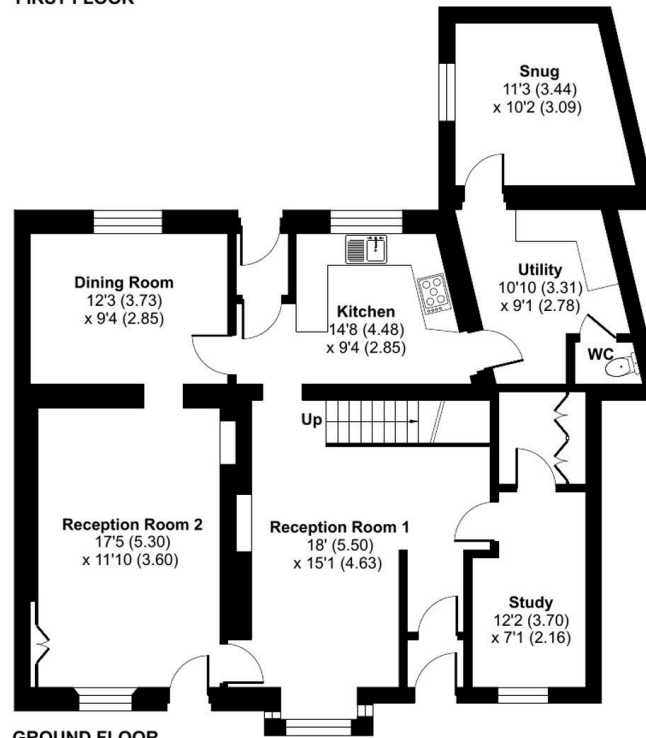 FIRST FLOOR
Snug
11'3 (3.44)
x 10'2 (3.09)
Dining Room
12'3 (3.73)
x 9'4 (2.85)
Kitchen
14'8 (4.48)
x 9'4 (2.85)
Utility
10'10 (3.31)
x 9'1 (2.78)
WC
Up
Reception Room 2
17'5 (5.30)
x 11'10 (3.60)
Reception Room 1
18' (5.50)
x 15'1 (4.63)
Study
12'2 (3.70)
x 7'1 (2.16)
GROUND FLOOR